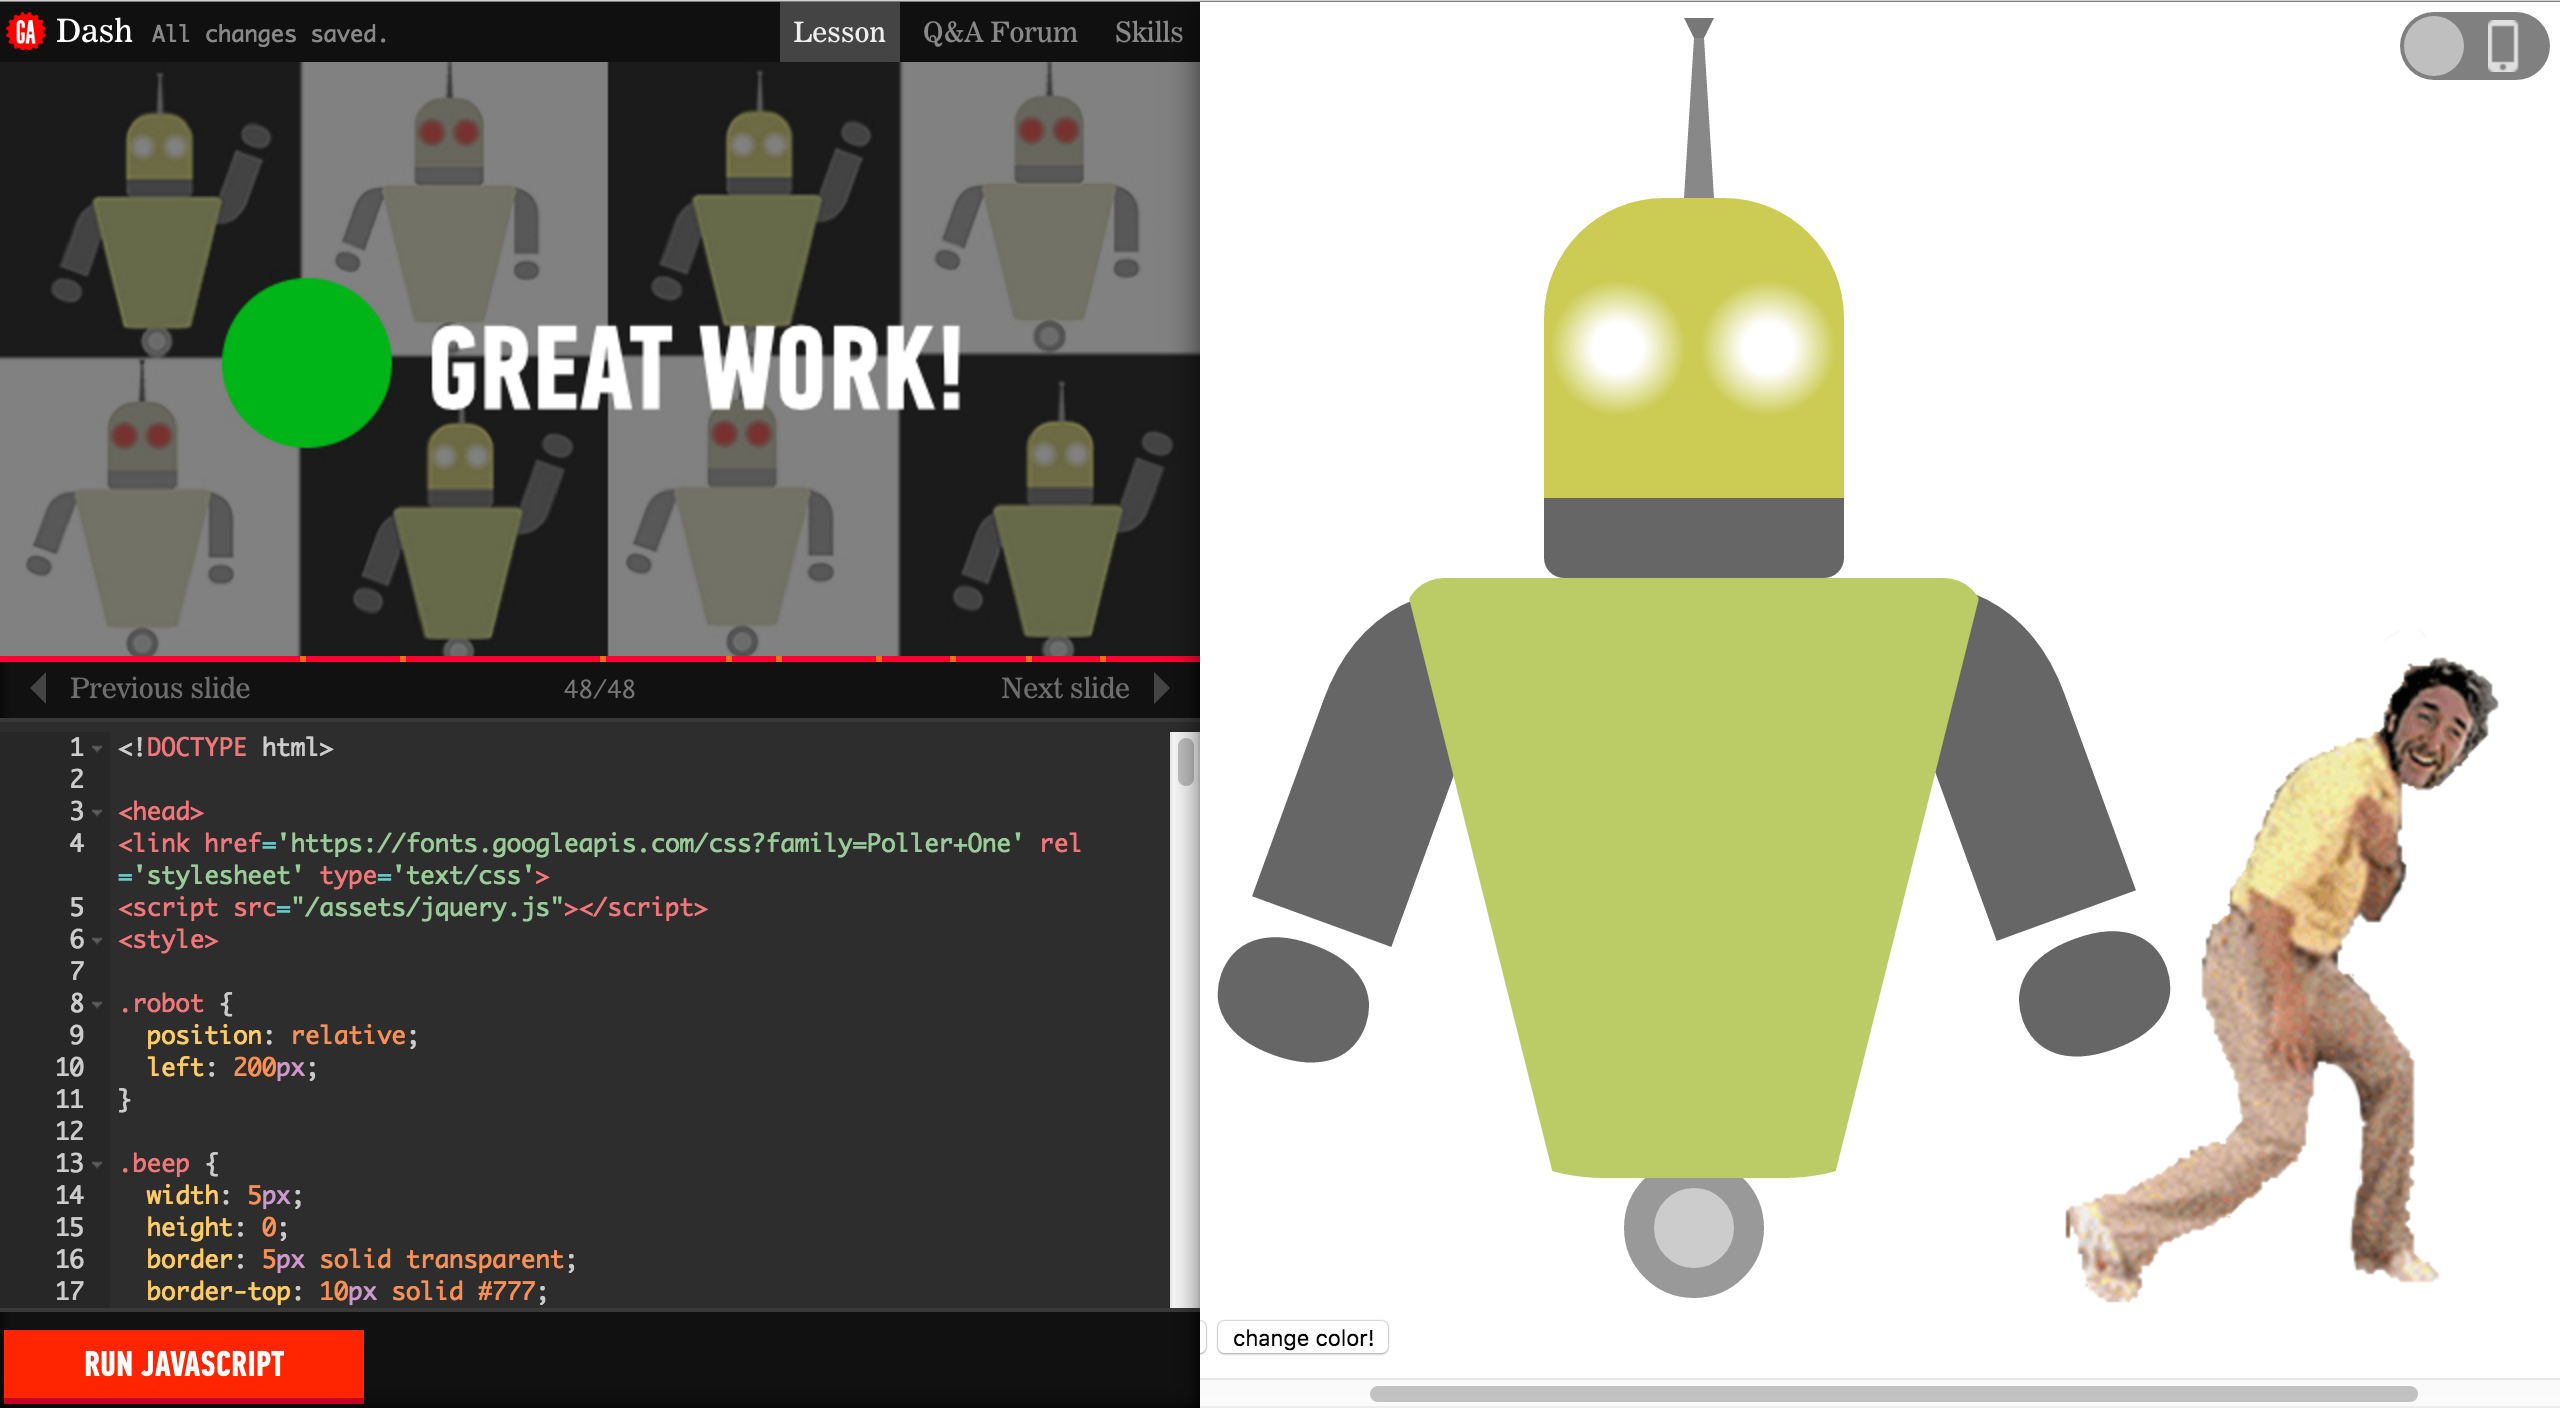 GA Dash All changes saved. Lesson Q&A Forum Skills
GREAT WORK!
Previous slide 48/48 Next slide
1 <!DOCTYPE html>
2
3 <head>
4 <link href='https://fonts.googleapis.com/css?family=Poller+One' rel
='stylesheet' type='text/css'>
5 <script src="/assets/jquery.js"></script>
6 <style>
7
8 .robot {
9 position: relative;
10 left: 200px;
11 }
12
13 .beep {
14 width: 5px;
15 height: 0;
16 border: 5px solid transparent;
17 border-top: 10px solid #777;
RUN JAVASCRIPT
change color!